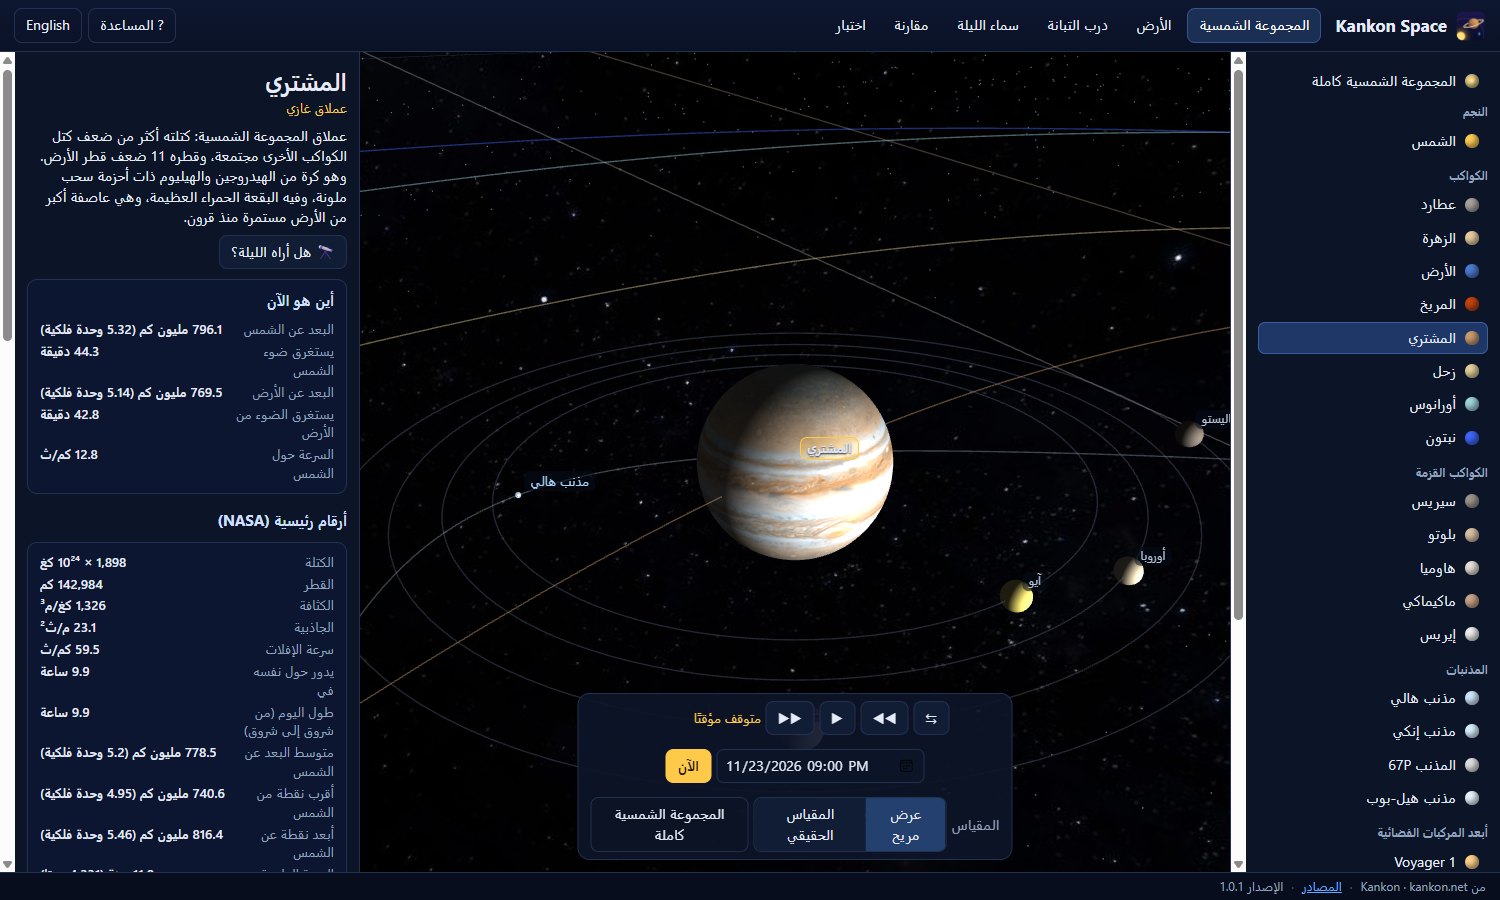 Kankon Space
المجموعة الشمسية
الأرض
درب التبانة
سماء الليلة
مقارنة
اختبار
? المساعدة
English
المجموعة الشمسية كاملة
النجم
الشمس
الكواكب
عطارد
الزهرة
الأرض
المريخ
المشتري
زحل
أورانوس
نبتون
الكواكب القزمة
سيريس
بلوتو
هاوميا
ماكيماكي
إيريس
المذنبات
مذنب هالي
مذنب إنكي
المذنب 67P
مذنب هيل-بوب
أبعد المركبات الفضائية
Voyager 1
اليستو
المشتري
مذنب هالي
أوروبا
آيو
متوقف مؤقتًا
11/23/2026 09:00 PM
الآن
المقياس
عرض مريح
المقياس الحقيقي
المجموعة الشمسية كاملة
المشتري
عملاق غازي
عملاق المجموعة الشمسية: كتلته أكثر من ضعف كتل
الكواكب الأخرى مجتمعة، وقطره 11 ضعف قطر الأرض.
وهو كرة من الهيدروجين والهيليوم ذات أحزمة سحب
ملونة، وفيه البقعة الحمراء العظيمة، وهي عاصفة أكبر
من الأرض مستمرة منذ قرون.
هل أراه الليلة؟
أين هو الآن
البعد عن الشمس 796.1 مليون كم (5.32 وحدة فلكية)
يستغرق ضوء الشمس 44.3 دقيقة
البعد عن الأرض 769.5 مليون كم (5.14 وحدة فلكية)
يستغرق الضوء من الأرض 42.8 دقيقة
السرعة حول الشمس 12.8 كم/ث
أرقام رئيسية (NASA)
الكتلة 1,898 × 10²⁴ كغ
القطر 142,984 كم
الكثافة 1,326 كغ/م³
الجاذبية 23.1 م/ث²
سرعة الإفلات 59.5 كم/ث
يدور حول نفسه في 9.9 ساعة
طول اليوم (من شروق إلى شروق) 9.9 ساعة
متوسط البعد عن الشمس 778.5 مليون كم (5.2 وحدة فلكية)
أقرب نقطة من الشمس 740.6 مليون كم (4.95 وحدة فلكية)
أبعد نقطة عن الشمس 816.4 مليون كم (5.46 وحدة فلكية)
من Kankon · kankon.net · المصادر · الإصدار 1.0.1